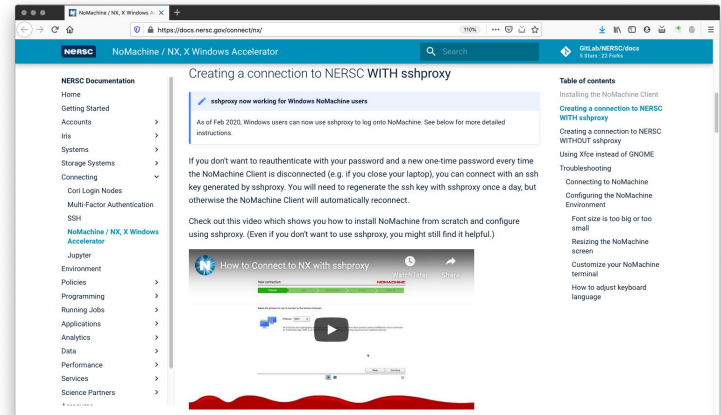 NoMachine / NX, X Windows Ac
https://docs.nersc.gov/connect/nx/
110%
NERSC
NoMachine / NX, X Windows Accelerator
Search
GitLab/NERSC/docs
5 Stars · 22 Forks
NERSC Documentation
Home
Getting Started
Accounts
Iris
Systems
Storage Systems
Connecting
Cori Login Nodes
Multi-Factor Authentication
SSH
NoMachine / NX, X Windows
Accelerator
Jupyter
Environment
Policies
Programming
Running Jobs
Applications
Analytics
Data
Performance
Services
Science Partners
Creating a connection to NERSC WITH sshproxy
sshproxy now working for Windows NoMachine users
As of Feb 2020, Windows users can now use sshproxy to log onto NoMachine. See below for more detailed
instructions.
If you don't want to reauthenticate with your password and a new one-time password every time
the NoMachine Client is disconnected (e.g. if you close your laptop), you can connect with an ssh
key generated by sshproxy. You will need to regenerate the ssh key with sshproxy once a day, but
otherwise the NoMachine Client will automatically reconnect.
Check out this video which shows you how to install NoMachine from scratch and configure
using sshproxy. (Even if you don't want to use sshproxy, you might still find it helpful.)
How to Connect to NX with sshproxy
Watch later
Share
NOMACHINE
Table of contents
Installing the NoMachine Client
Creating a connection to NERSC
WITH sshproxy
Creating a connection to NERSC
WITHOUT sshproxy
Using Xfce instead of GNOME
Troubleshooting
Connecting to NoMachine
Configuring the NoMachine
Environment
Font size is too big or too
small
Resizing the NoMachine
screen
Customize your NoMachine
terminal
How to adjust keyboard
language